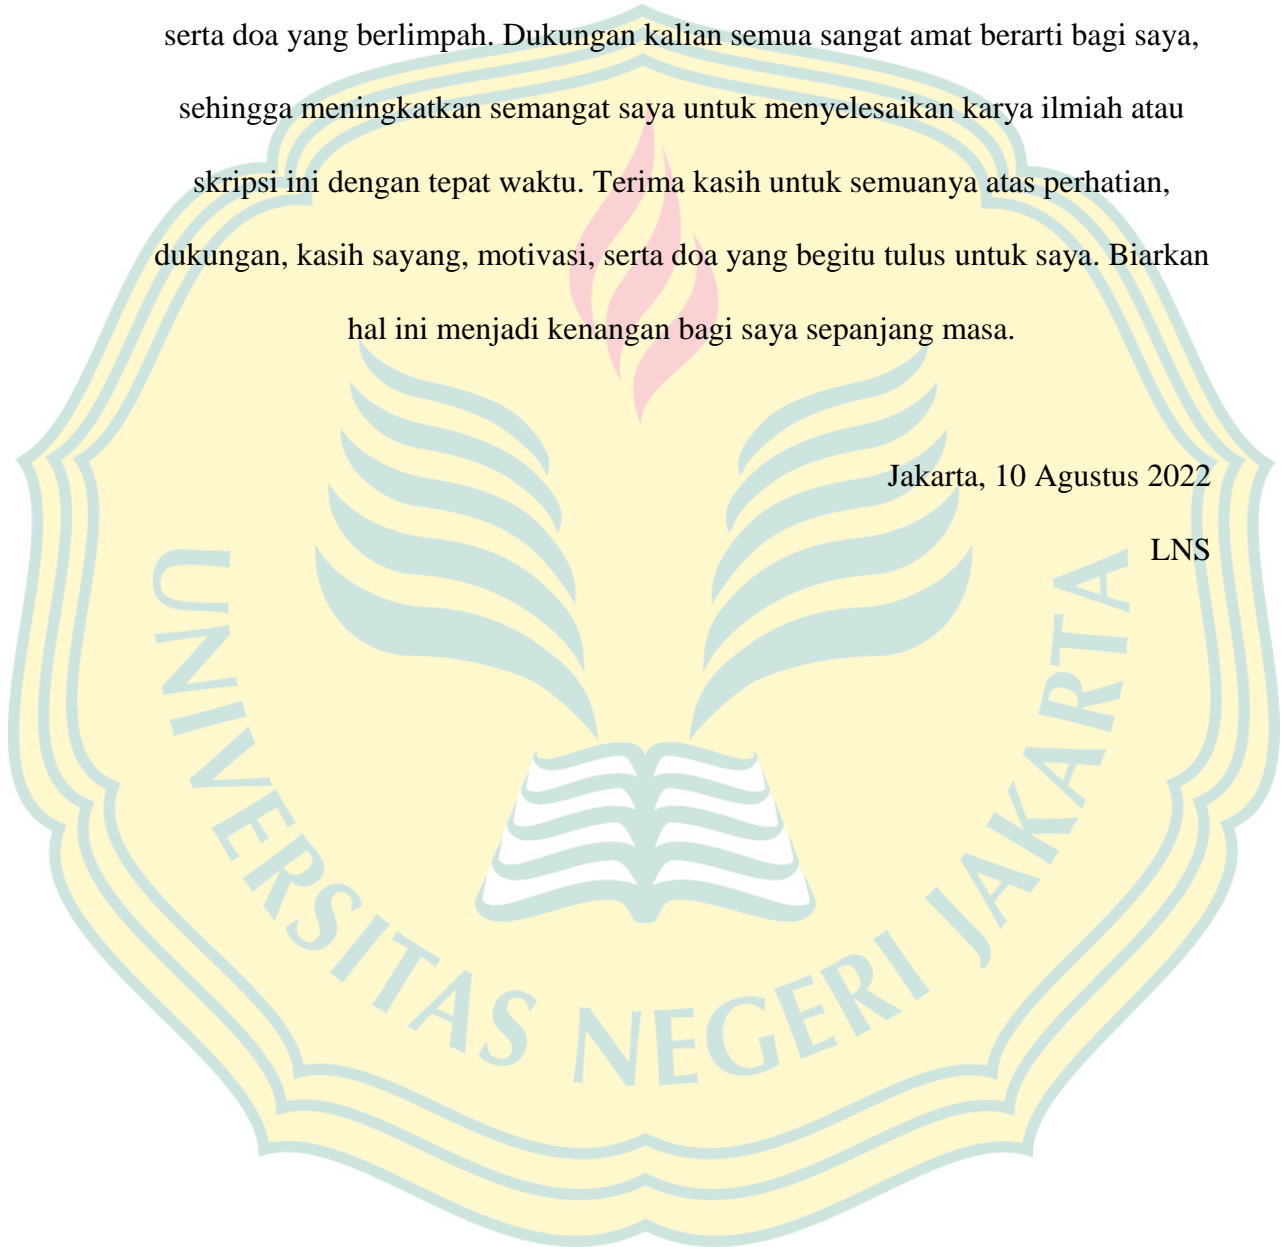 serta doa yang berlimpah. Dukungan kalian semua sangat amat berarti bagi saya,
sehingga meningkatkan semangat saya untuk menyelesaikan karya ilmiah atau
skripsi ini dengan tepat waktu. Terima kasih untuk semuanya atas perhatian,
dukungan, kasih sayang, motivasi, serta doa yang begitu tulus untuk saya. Biarkan
hal ini menjadi kenangan bagi saya sepanjang masa.
Jakarta, 10 Agustus 2022
LNS
UNIVERSITAS NEGERI JAKARTA